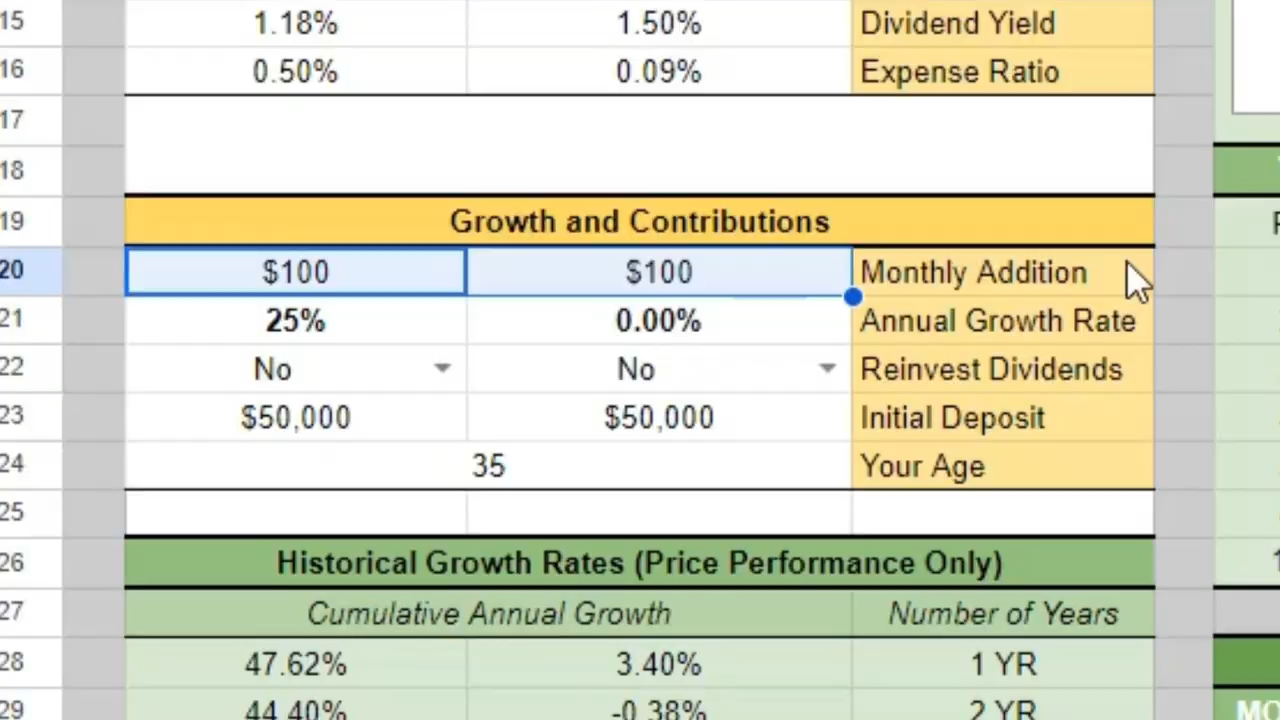 15 1.18% 1.50% Dividend Yield
16 0.50% 0.09% Expense Ratio
17
18
19 Growth and Contributions
20 $100 $100 Monthly Addition
21 25% 0.00% Annual Growth Rate
22 No No Reinvest Dividends
23 $50,000 $50,000 Initial Deposit
24 35 Your Age
25
26 Historical Growth Rates (Price Performance Only)
27 Cumulative Annual Growth Number of Years
28 47.62% 3.40% 1 YR
29 44.40% -0.38% 2 YR MO